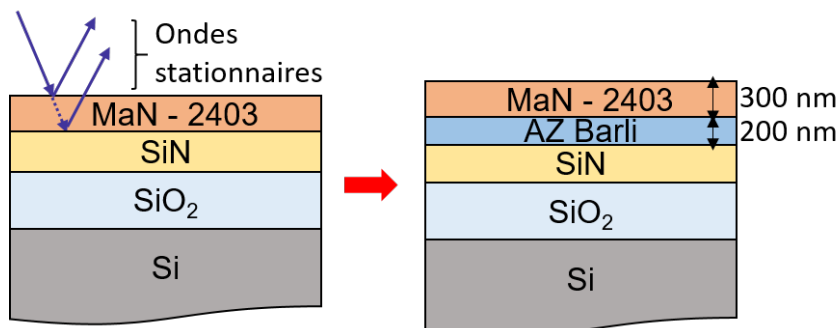 Ondes
stationnaires
MaN - 2403
SiN
SiO₂
Si
MaN - 2403
300 nm
AZ Barli
200 nm
SiN
SiO₂
Si